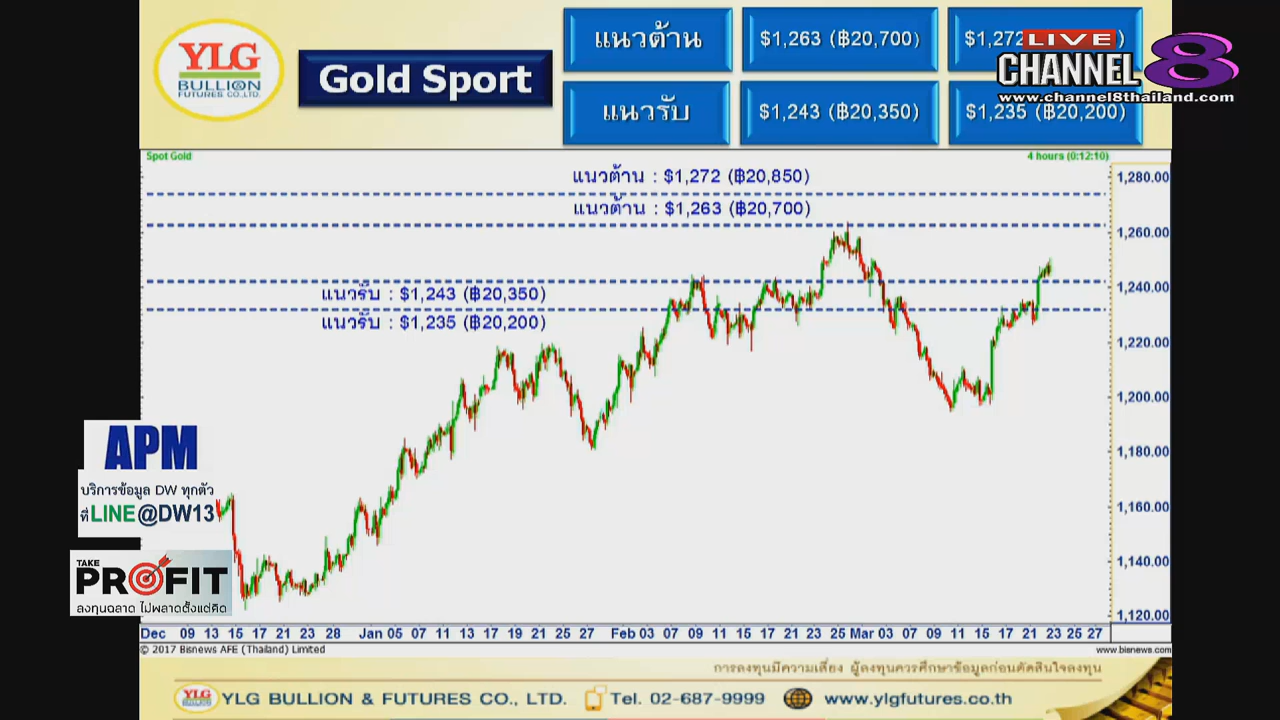 YLG
BULLION
FUTURES CO.,LTD.
Gold Sport
แนวต้าน
$1,263 (฿20,700)
$1,272
แนวรับ
$1,243 (฿20,350)
$1,235 (฿20,200)
LIVE
CHANNEL 8
www.channel8thailand.com
Spot Gold
4 hours (0:12:10)
แนวต้าน : $1,272 (฿20,850)
แนวต้าน : $1,263 (฿20,700)
แนวรับ : $1,243 (฿20,350)
แนวรับ : $1,235 (฿20,200)
1,280.00
1,260.00
1,240.00
1,220.00
1,200.00
1,180.00
1,160.00
1,140.00
1,120.00
APM
บริการข้อมูล DW ทุกตัว
ที่ LINE@DW13
TAKE
PROFIT
ลงทุนฉลาด ไม่พลาดตั้งแต่คิด
Dec 09 13 15 17 21 23 28 Jan 05 07 11 13 17 19 21 25 27 Feb 03 07 09 11 15 17 21 23 25 Mar 03 07 09 11 15 17 21 23 25 27
© 2017 Bisnews AFE (Thailand) Limited
www.bisnews.com
การลงทุนมีความเสี่ยง ผู้ลงทุนควรศึกษาข้อมูลก่อนตัดสินใจลงทุน
YLG YLG BULLION & FUTURES CO., LTD. Tel. 02-687-9999 www.ylgfutures.co.th